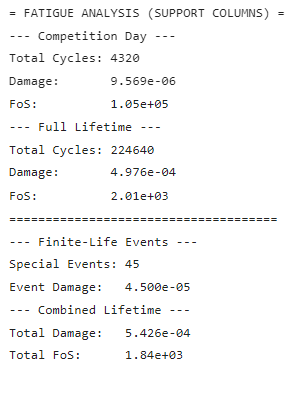 = FATIGUE ANALYSIS (SUPPORT COLUMNS) =
--- Competition Day ---
Total Cycles: 4320
Damage: 9.569e-06
FoS: 1.05e+05
--- Full Lifetime ---
Total Cycles: 224640
Damage: 4.976e-04
FoS: 2.01e+03
=====================================
--- Finite-Life Events ---
Special Events: 45
Event Damage: 4.500e-05
--- Combined Lifetime ---
Total Damage: 5.426e-04
Total FoS: 1.84e+03